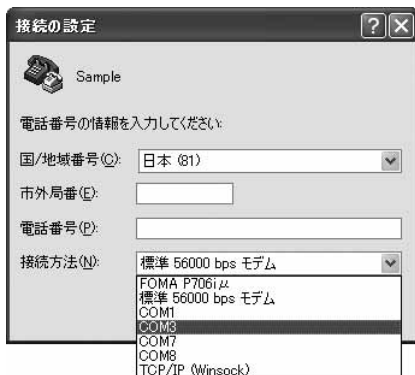 接続の設定
Sample
電話番号の情報を入力してください:
国/地域番号(C): 日本 (81)
市外局番(E):
電話番号(P):
接続方法(N): 標準 56000 bps モデム
FOMA P706iμ
標準 56000 bps モデム
COM1
COM3
COM7
COM8
TCP/IP (Winsock)